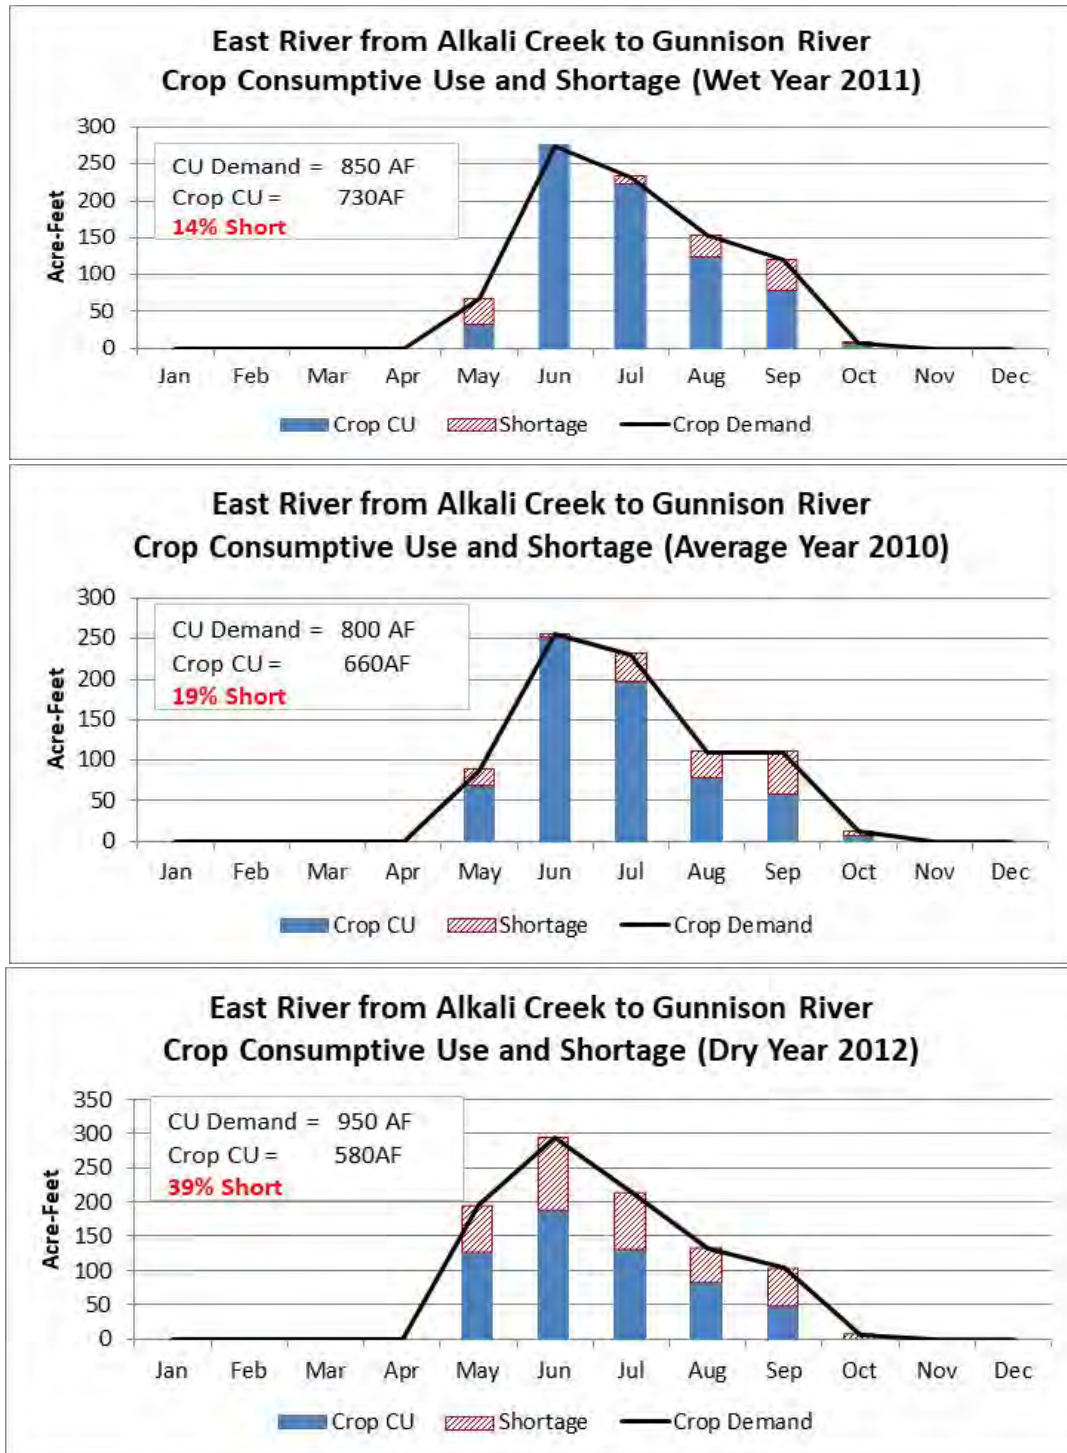 East River from Alkali Creek to Gunnison River
Crop Consumptive Use and Shortage (Wet Year 2011)
300
250
200
150
100
50
0
Acre-Feet
CU Demand = 850 AF
Crop CU = 730AF
14% Short
Jan Feb Mar Apr May Jun Jul Aug Sep Oct Nov Dec
Crop CU Shortage Crop Demand
East River from Alkali Creek to Gunnison River
Crop Consumptive Use and Shortage (Average Year 2010)
300
250
200
150
100
50
0
Acre-Feet
CU Demand = 800 AF
Crop CU = 660AF
19% Short
Jan Feb Mar Apr May Jun Jul Aug Sep Oct Nov Dec
Crop CU Shortage Crop Demand
East River from Alkali Creek to Gunnison River
Crop Consumptive Use and Shortage (Dry Year 2012)
350
300
250
200
150
100
50
0
Acre-Feet
CU Demand = 950 AF
Crop CU = 580AF
39% Short
Jan Feb Mar Apr May Jun Jul Aug Sep Oct Nov Dec
Crop CU Shortage Crop Demand